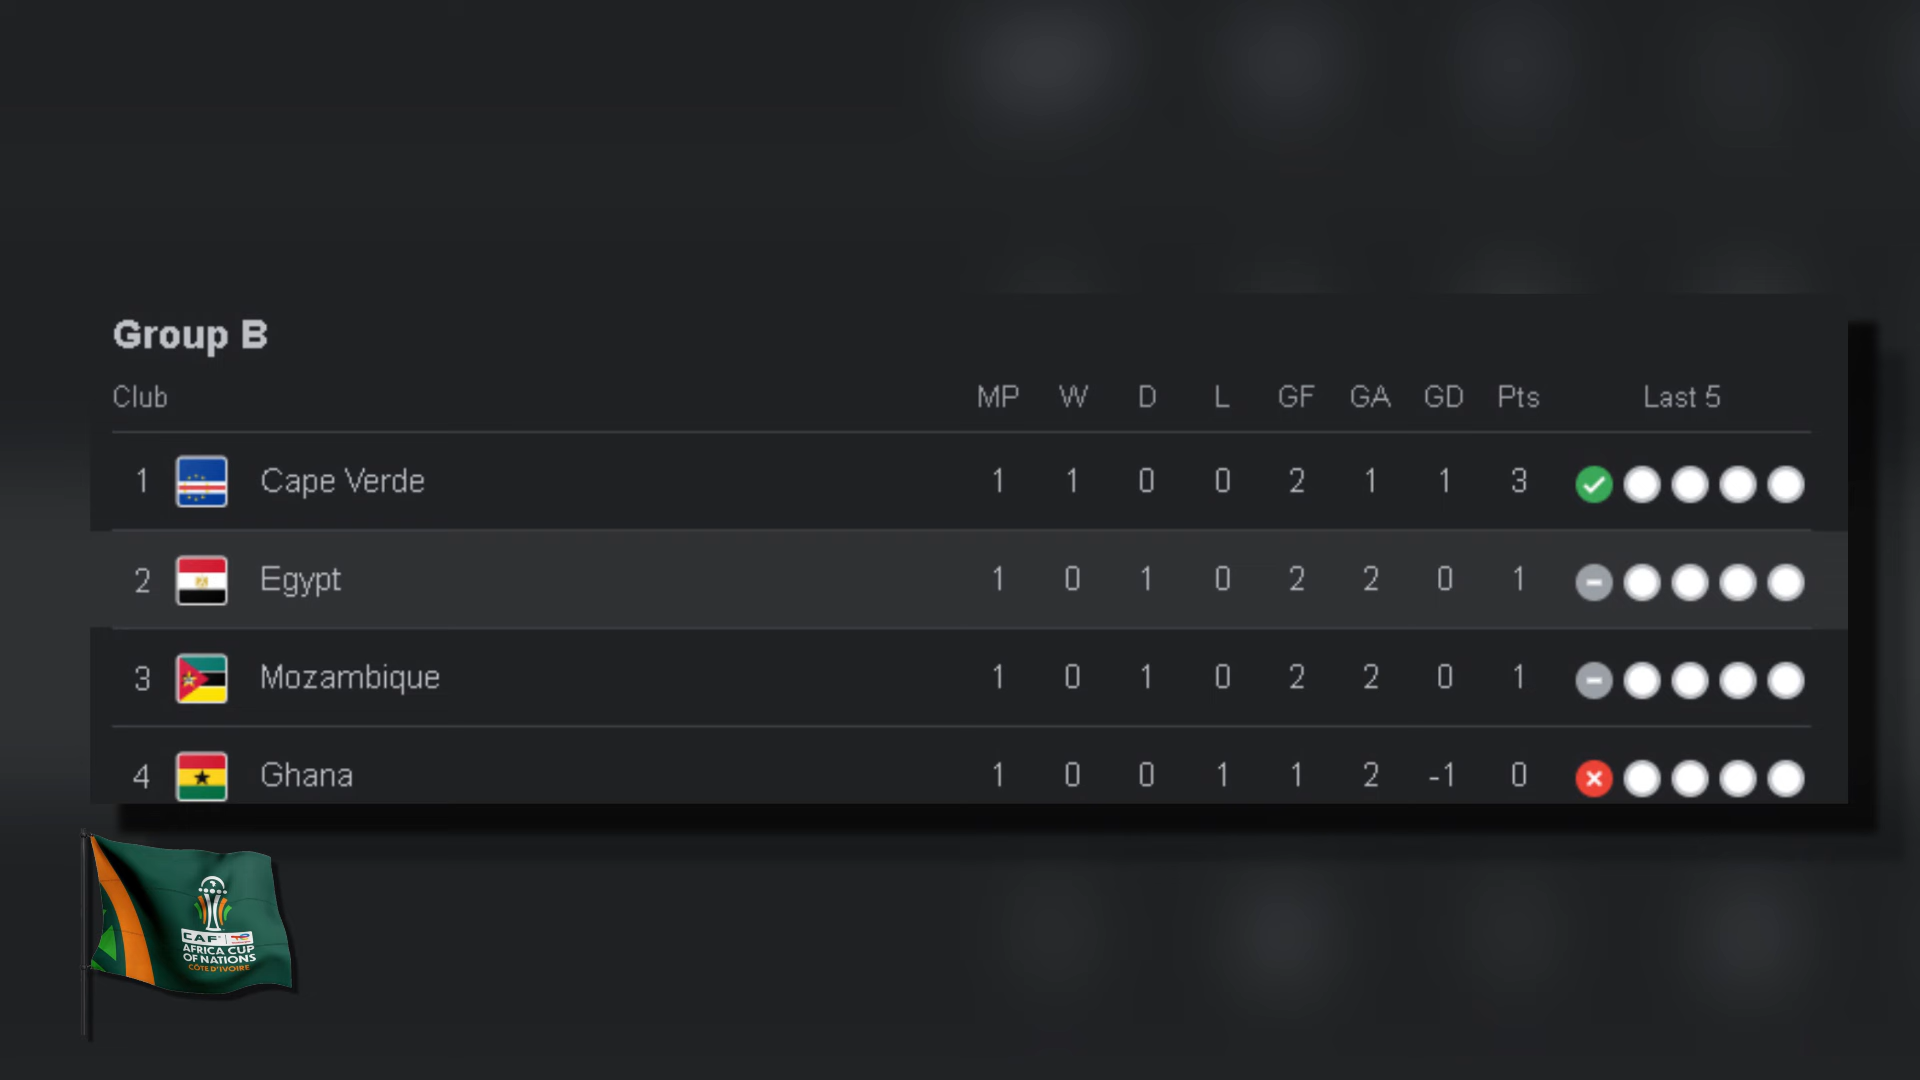 Group B
Club MP W D L GF GA GD Pts Last 5
1 Cape Verde 1 1 0 0 2 1 1 3
2 Egypt 1 0 1 0 2 2 0 1
3 Mozambique 1 0 1 0 2 2 0 1
4 Ghana 1 0 0 1 1 2 -1 0
CAF
AFRICA CUP
OF NATIONS
CÔTE D'IVOIRE